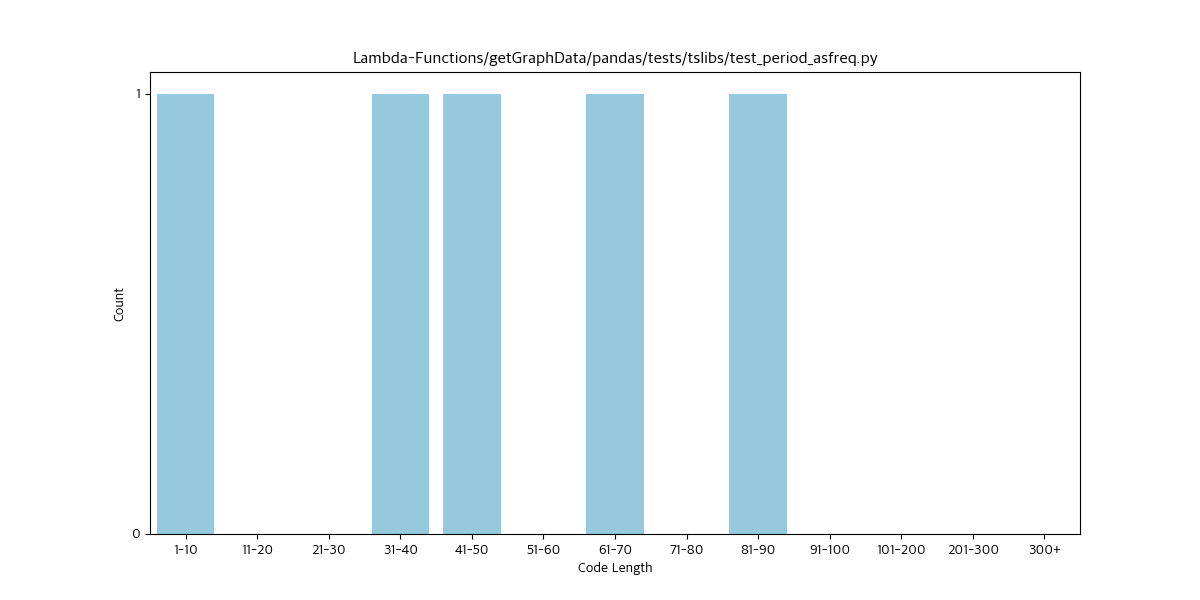 Lambda-Functions/getGraphData/pandas/tests/tslibs/test_period_asfreq.py
1
Count
0
1-10 11-20 21-30 31-40 41-50 51-60 61-70 71-80 81-90 91-100 101-200 201-300 300+
Code Length